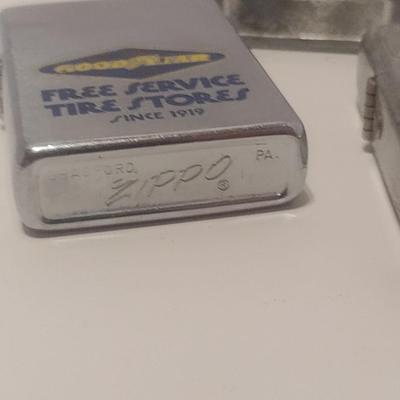 GOODYEAR
FREE SERVICE
TIRE STORES
SINCE 1919
BRADFORD, PA.
ZIPPO ®